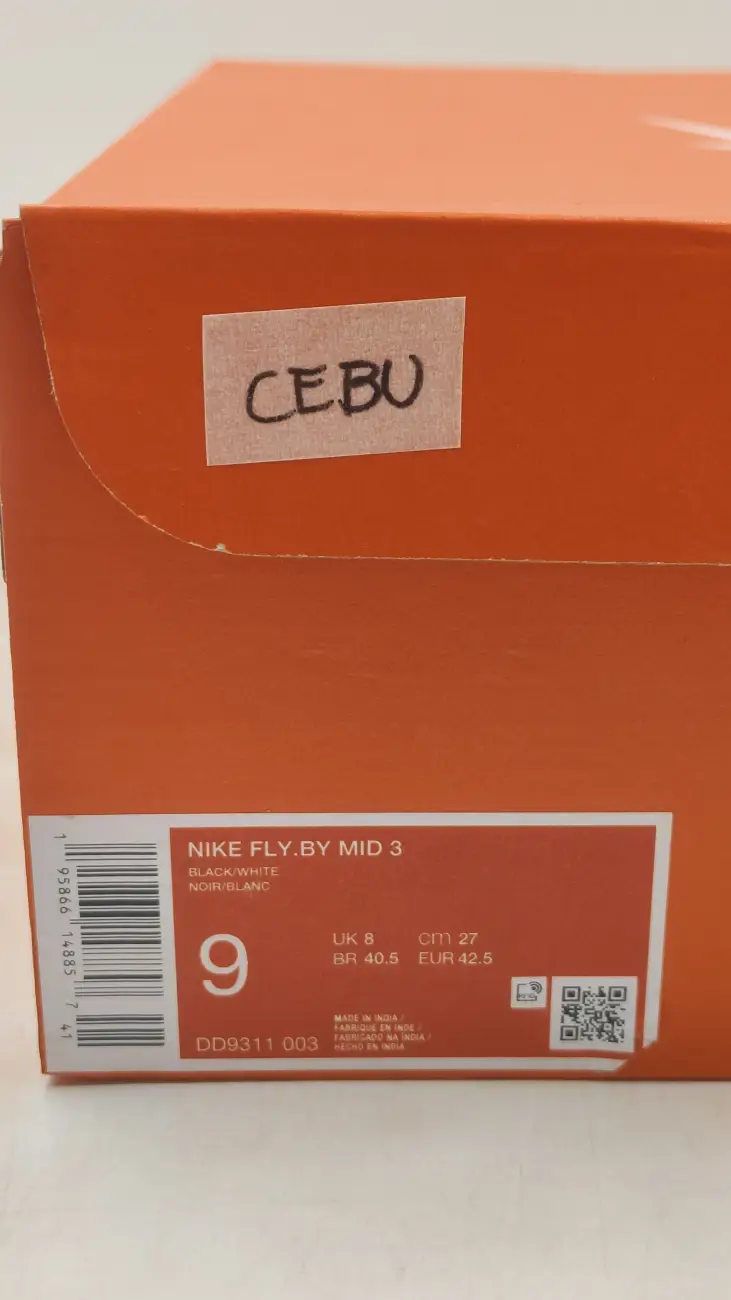 CEBU
NIKE FLY.BY MID 3
BLACK/WHITE
NOIR/BLANC
9
UK 8 cm 27
BR 40.5 EUR 42.5
DD9311 003
MADE IN INDIA /
FABRIQUE EN INDE /
FABRICADO NA ÍNDIA /
HECHO EN INDIA
1 95866 14885 7 41